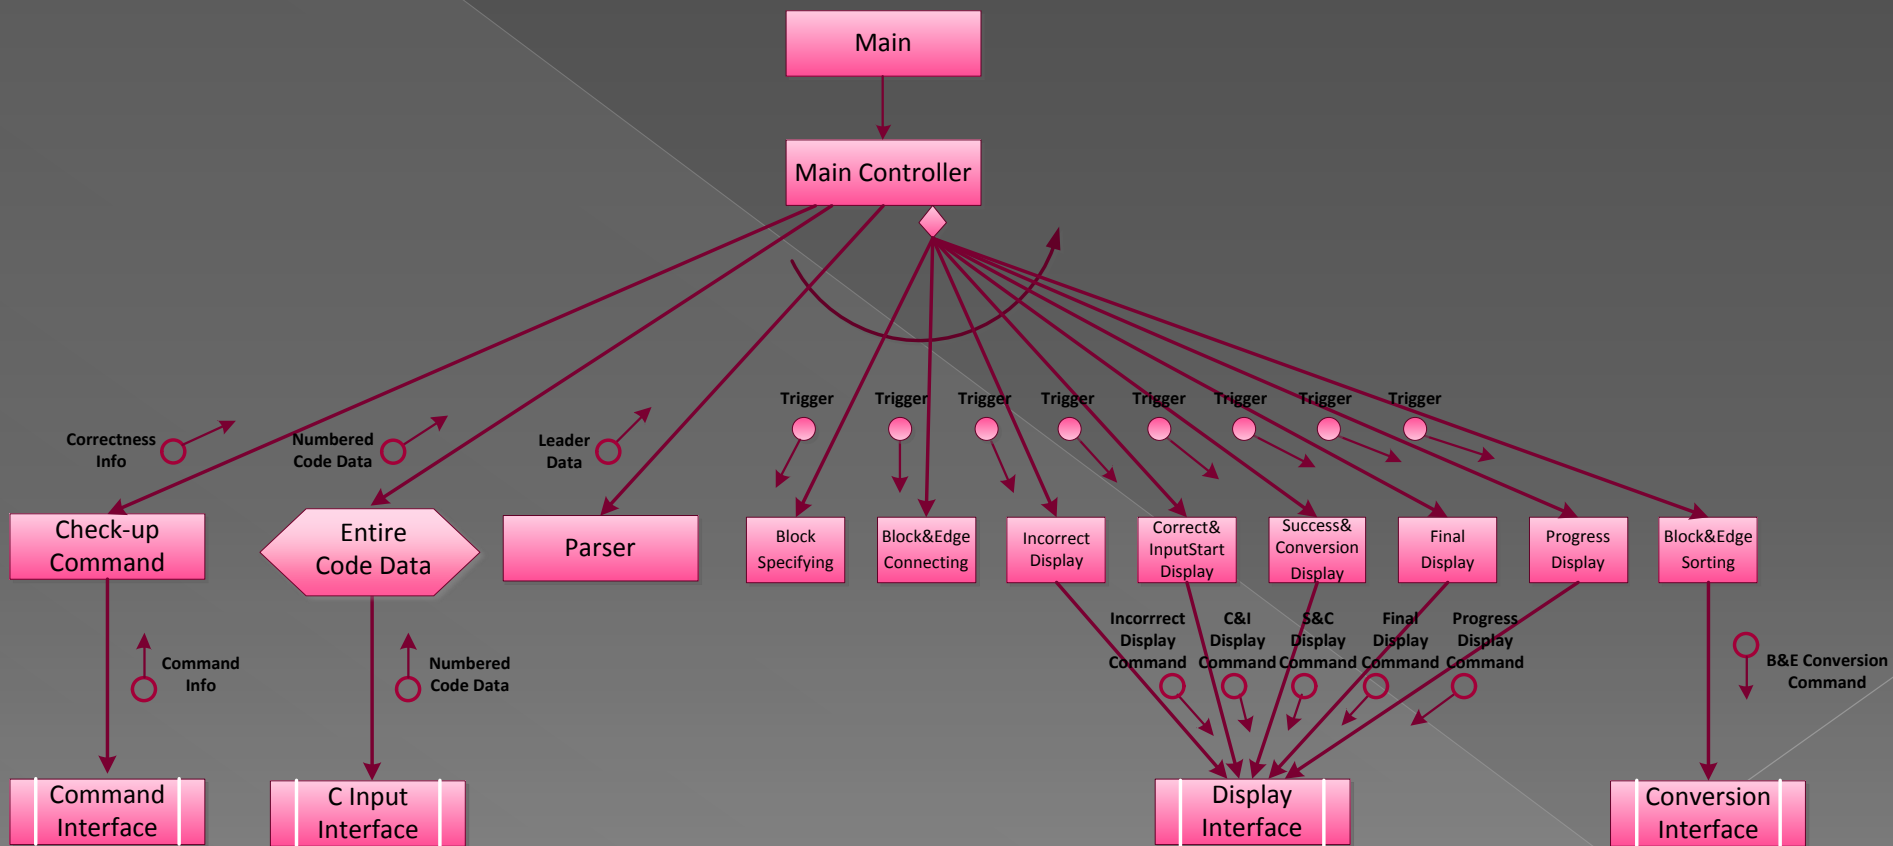 Main
Main Controller
Trigger
Trigger
Trigger
Trigger
Trigger
Trigger
Trigger
Trigger
Correctness
Info
Numbered
Code Data
Leader
Data
Check-up
Command
Entire
Code Data
Parser
Block
Specifying
Block&Edge
Connecting
Incorrect
Display
Correct&
InputStart
Display
Success&
Conversion
Display
Final
Display
Progress
Display
Block&Edge
Sorting
Command
Info
Numbered
Code Data
Incorrrect
Display
Command
C&I
Display
Command
S&C
Display
Command
Final
Display
Command
Progress
Display
Command
B&E Conversion
Command
Command
Interface
C Input
Interface
Display
Interface
Conversion
Interface